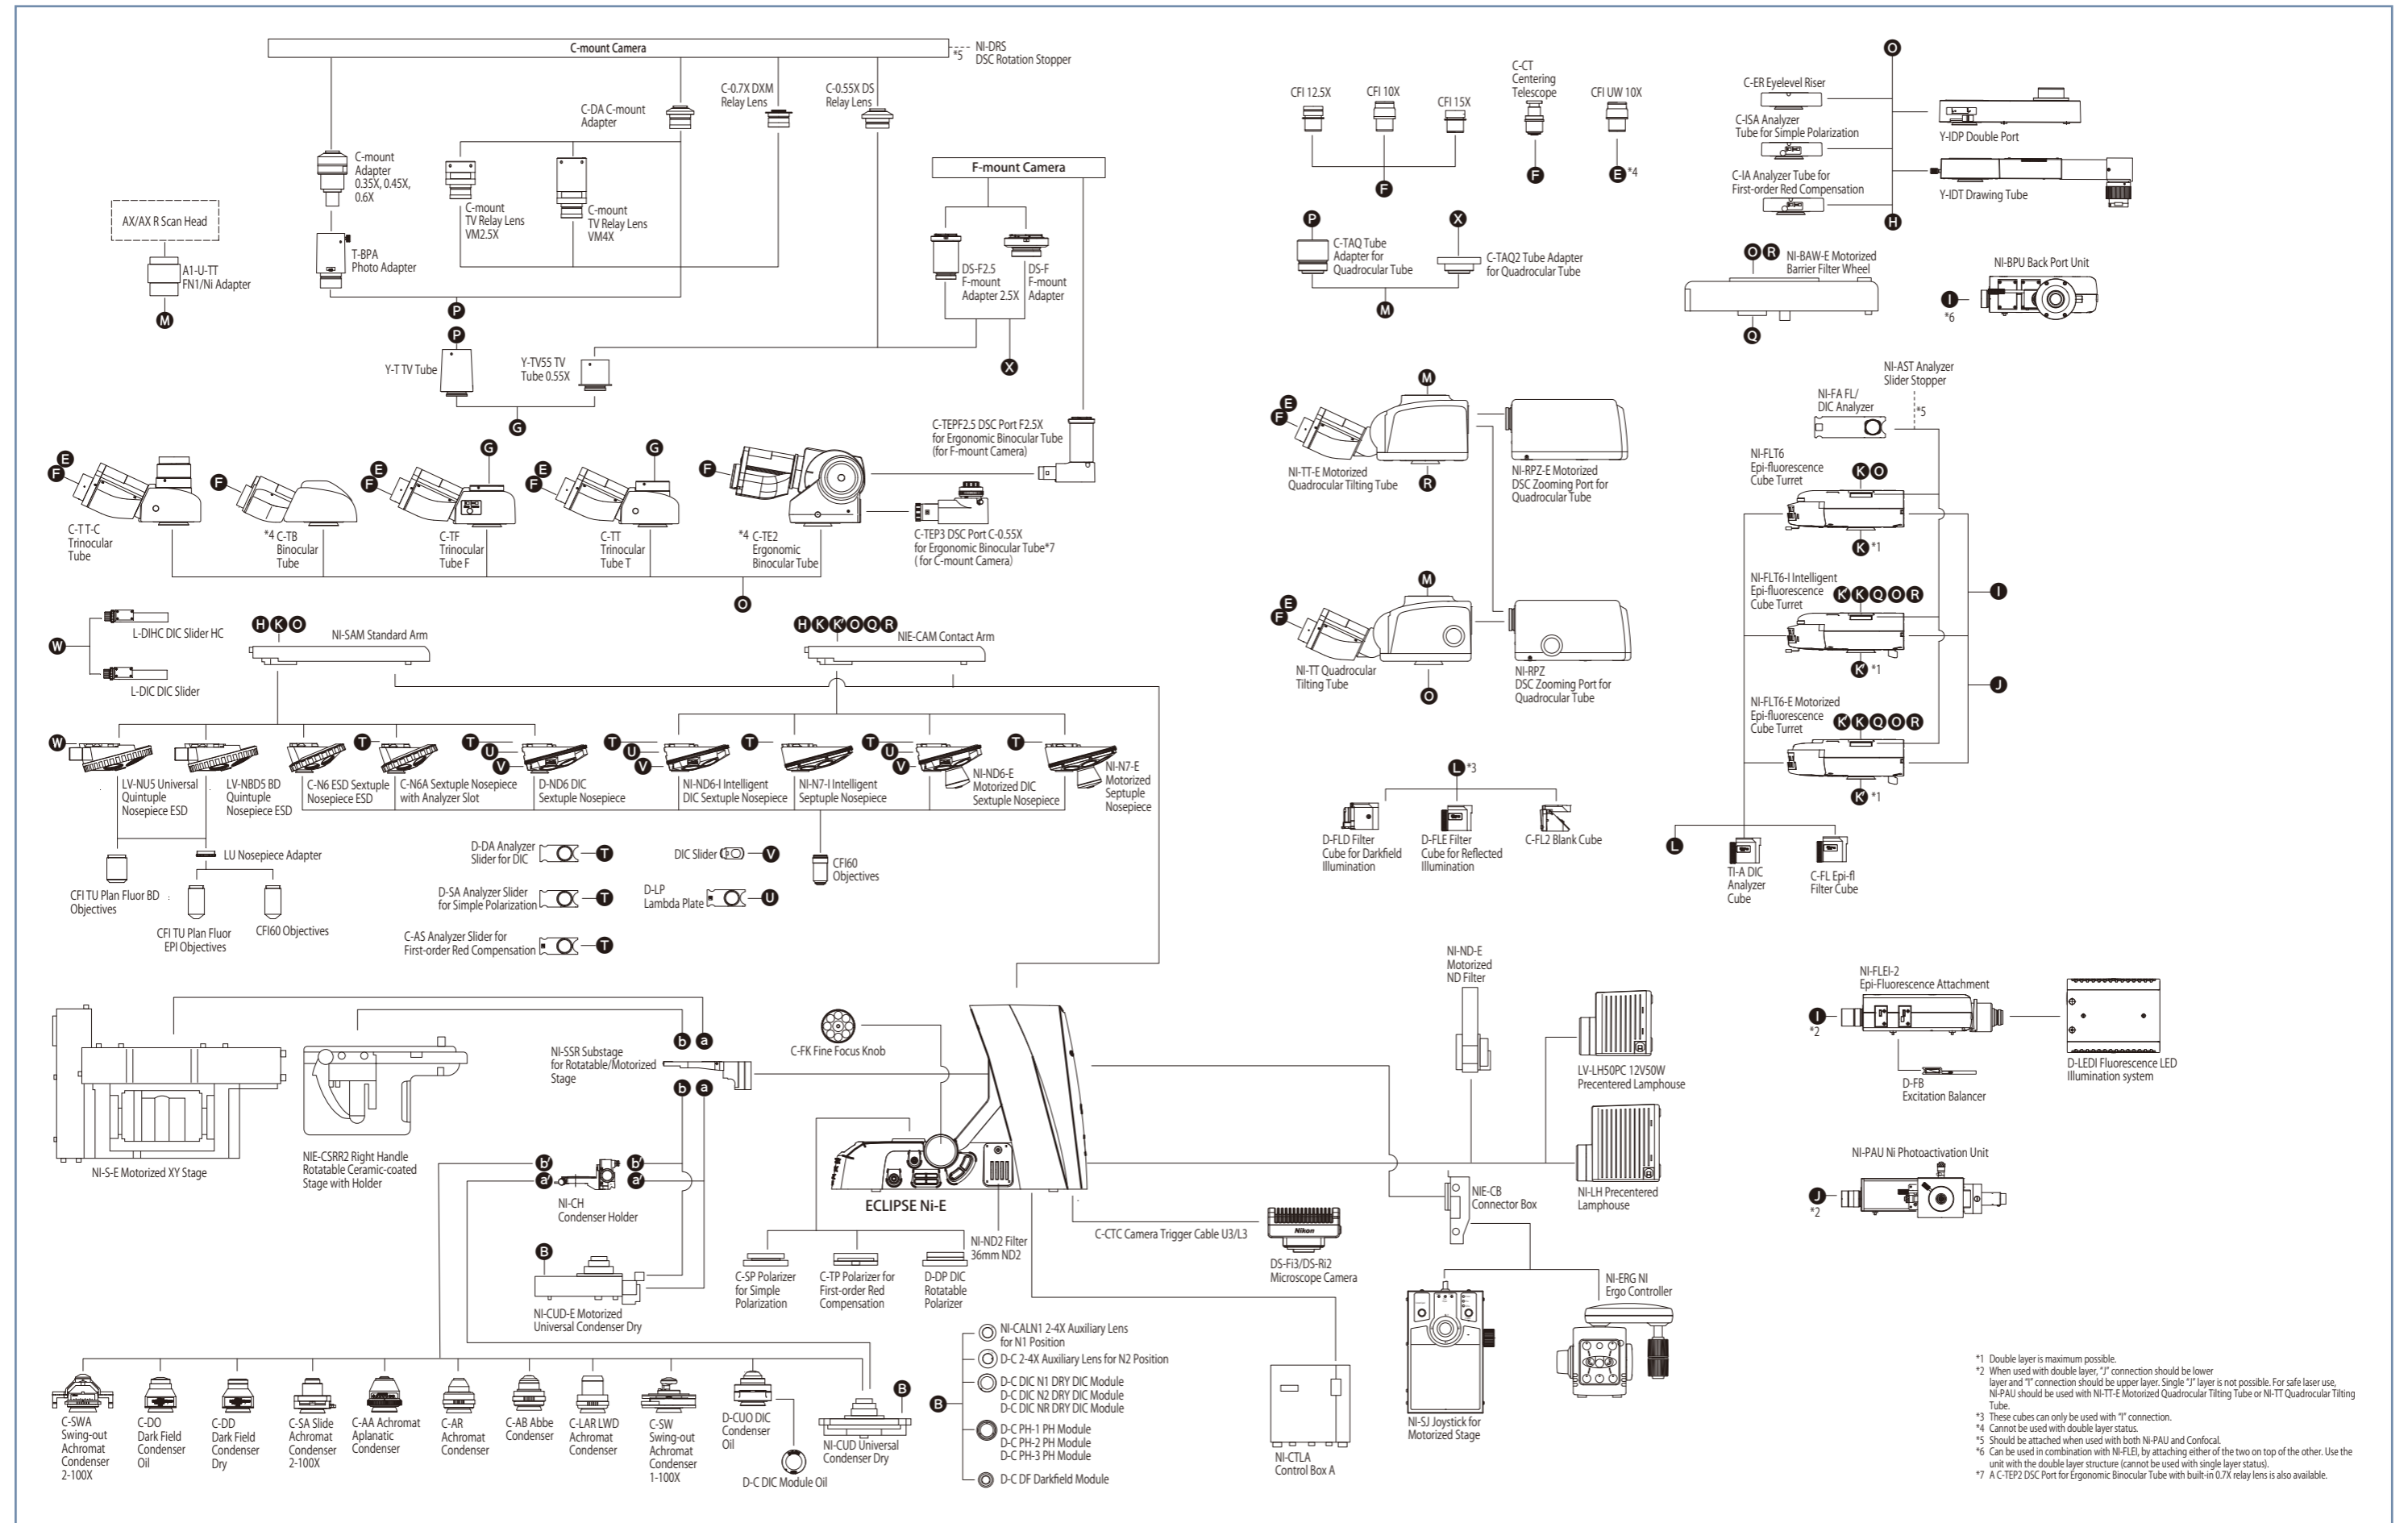 C-mount Camera
*5
NI-DRS
DSC Rotation Stopper
C-DA C-mount
Adapter
C-0.7X DXM
Relay Lens
C-0.55X DS
Relay Lens
C-mount
Adapter
0.35X, 0.45X,
0.6X
C-mount
TV Relay Lens
VM2.5X
C-mount
TV Relay Lens
VM4X
F-mount Camera
AX/AX R Scan Head
A1-U-TT
FN1/Ni Adapter
M
T-BPA
Photo Adapter
DS-F2.5
F-mount
Adapter 2.5X
DS-F
F-mount
Adapter
P
P
X
Y-T TV Tube
Y-TV55 TV
Tube 0.55X
G
C-TEPF2.5 DSC Port F2.5X
for Ergonomic Binocular Tube
(for F-mount Camera)
E
F
C-T T-C
Trinocular
Tube
F
*4 C-TB
Binocular
Tube
G
E
F
C-TF
Trinocular
Tube F
G
E
F
C-TT
Trinocular
Tube T
F
*4 C-TE2
Ergonomic
Binocular Tube
C-TEP3 DSC Port C-0.55X
for Ergonomic Binocular Tube*7
( for C-mount Camera)
O
CFI 12.5X
CFI 10X
CFI 15X
F
C-CT
Centering
Telescope
F
CFI UW 10X
E *4
P
C-TAQ Tube
Adapter for
Quadrocular Tube
X
C-TAQ2 Tube Adapter
for Quadrocular Tube
M
O
C-ER Eyelevel Riser
C-ISA Analyzer
Tube for Simple Polarization
C-IA Analyzer Tube for
First-order Red Compensation
H
Y-IDP Double Port
Y-IDT Drawing Tube
O R
NI-BAW-E Motorized
Barrier Filter Wheel
Q
NI-BPU Back Port Unit
I
*6
M
E
F
NI-TT-E Motorized
Quadrocular Tilting Tube
R
NI-RPZ-E Motorized
DSC Zooming Port for
Quadrocular Tube
M
E
F
NI-TT Quadrocular
Tilting Tube
O
NI-RPZ
DSC Zooming Port for
Quadrocular Tube
NI-AST Analyzer
Slider Stopper
*5
NI-FA FL/
DIC Analyzer
NI-FLT6
Epi-fluorescence
Cube Turret
K O
K *1
NI-FLT6-I Intelligent
Epi-fluorescence
Cube Turret
K K Q O R
K' *1
I
J
NI-FLT6-E Motorized
Epi-fluorescence
Cube Turret
K K Q O R
K' *1
L
TI-A DIC
Analyzer
Cube
C-FL Epi-fl
Filter Cube
L *3
D-FLD Filter
Cube for Darkfield
Illumination
D-FLE Filter
Cube for Reflected
Illumination
C-FL2 Blank Cube
W
L-DIHC DIC Slider HC
L-DIC DIC Slider
H K O
NI-SAM Standard Arm
H K K' O Q R
NIE-CAM Contact Arm
W
LV-NU5 Universal
Quintuple
Nosepiece ESD
LV-NBD5 BD
Quintuple
Nosepiece ESD
C-N6 ESD Sextuple
Nosepiece ESD
T
C-N6A Sextuple Nosepiece
with Analyzer Slot
T
U
V
D-ND6 DIC
Sextuple Nosepiece
T
U
V
NI-ND6-I Intelligent
DIC Sextuple Nosepiece
T
NI-N7-I Intelligent
Septuple Nosepiece
T
U
V
NI-ND6-E
Motorized DIC
Sextuple Nosepiece
T
NI-N7-E
Motorized
Septuple
Nosepiece
LU Nosepiece Adapter
CFI TU Plan Fluor BD
Objectives
CFI TU Plan Fluor
EPI Objectives
CFI60 Objectives
D-DA Analyzer
Slider for DIC
T
D-SA Analyzer Slider
for Simple Polarization
T
C-AS Analyzer Slider for
First-order Red Compensation
T
DIC Slider
V
D-LP
Lambda Plate
U
CFI60
Objectives
NI-S-E Motorized XY Stage
NIE-CSRR2 Right Handle
Rotatable Ceramic-coated
Stage with Holder
b a
NI-SSR Substage
for Rotatable/Motorized
Stage
b a
C-FK Fine Focus Knob
ECLIPSE Ni-E
b' b'
a' a'
NI-CH
Condenser Holder
B
NI-CUD-E Motorized
Universal Condenser Dry
C-SP Polarizer
for Simple
Polarization
C-TP Polarizer for
First-order Red
Compensation
D-DP DIC
Rotatable
Polarizer
NI-ND2 Filter
36mm ND2
C-CTC Camera Trigger Cable U3/L3
Nikon
DS-Fi3/DS-Ri2
Microscope Camera
NI-ND-E
Motorized
ND Filter
LV-LH50PC 12V50W
Precentered Lamphouse
NI-LH Precentered
Lamphouse
NIE-CB
Connector Box
NI-SJ Joystick for
Motorized Stage
NI-ERG NI
Ergo Controller
NI-CTLA
Control Box A
I
*2
NI-FLEI-2
Epi-Fluorescence Attachment
D-FB
Excitation Balancer
D-LEDI Fluorescence LED
Illumination system
NI-PAU Ni Photoactivation Unit
J
*2
C-SWA
Swing-out
Achromat
Condenser
2-100X
C-DO
Dark Field
Condenser
Oil
C-DD
Dark Field
Condenser
Dry
C-SA Slide
Achromat
Condenser
2-100X
C-AA Achromat
Aplanatic
Condenser
C-AR
Achromat
Condenser
C-AB Abbe
Condenser
C-LAR LWD
Achromat
Condenser
C-SW
Swing-out
Achromat
Condenser
1-100X
D-CUO DIC
Condenser
Oil
D-C DIC Module Oil
B
NI-CUD Universal
Condenser Dry
B
NI-CALN1 2-4X Auxiliary Lens
for N1 Position
D-C 2-4X Auxiliary Lens for N2 Position
D-C DIC N1 DRY DIC Module
D-C DIC N2 DRY DIC Module
D-C DIC NR DRY DIC Module
D-C PH-1 PH Module
D-C PH-2 PH Module
D-C PH-3 PH Module
D-C DF Darkfield Module
*1 Double layer is maximum possible.
*2 When used with double layer, "J" connection should be lower
layer and "I" connection should be upper layer. Single "J" layer is not possible. For safe laser use,
NI-PAU should be used with NI-TT-E Motorized Quadrocular Tilting Tube or NI-TT Quadrocular Tilting
Tube.
*3 These cubes can only be used with "I" connection.
*4 Cannot be used with double layer status.
*5 Should be attached when used with both Ni-PAU and Confocal.
*6 Can be used in combination with NI-FLEI, by attaching either of the two on top of the other. Use the
unit with the double layer structure (cannot be used with single layer status).
*7 A C-TEP2 DSC Port for Ergonomic Binocular Tube with built-in 0.7X relay lens is also available.